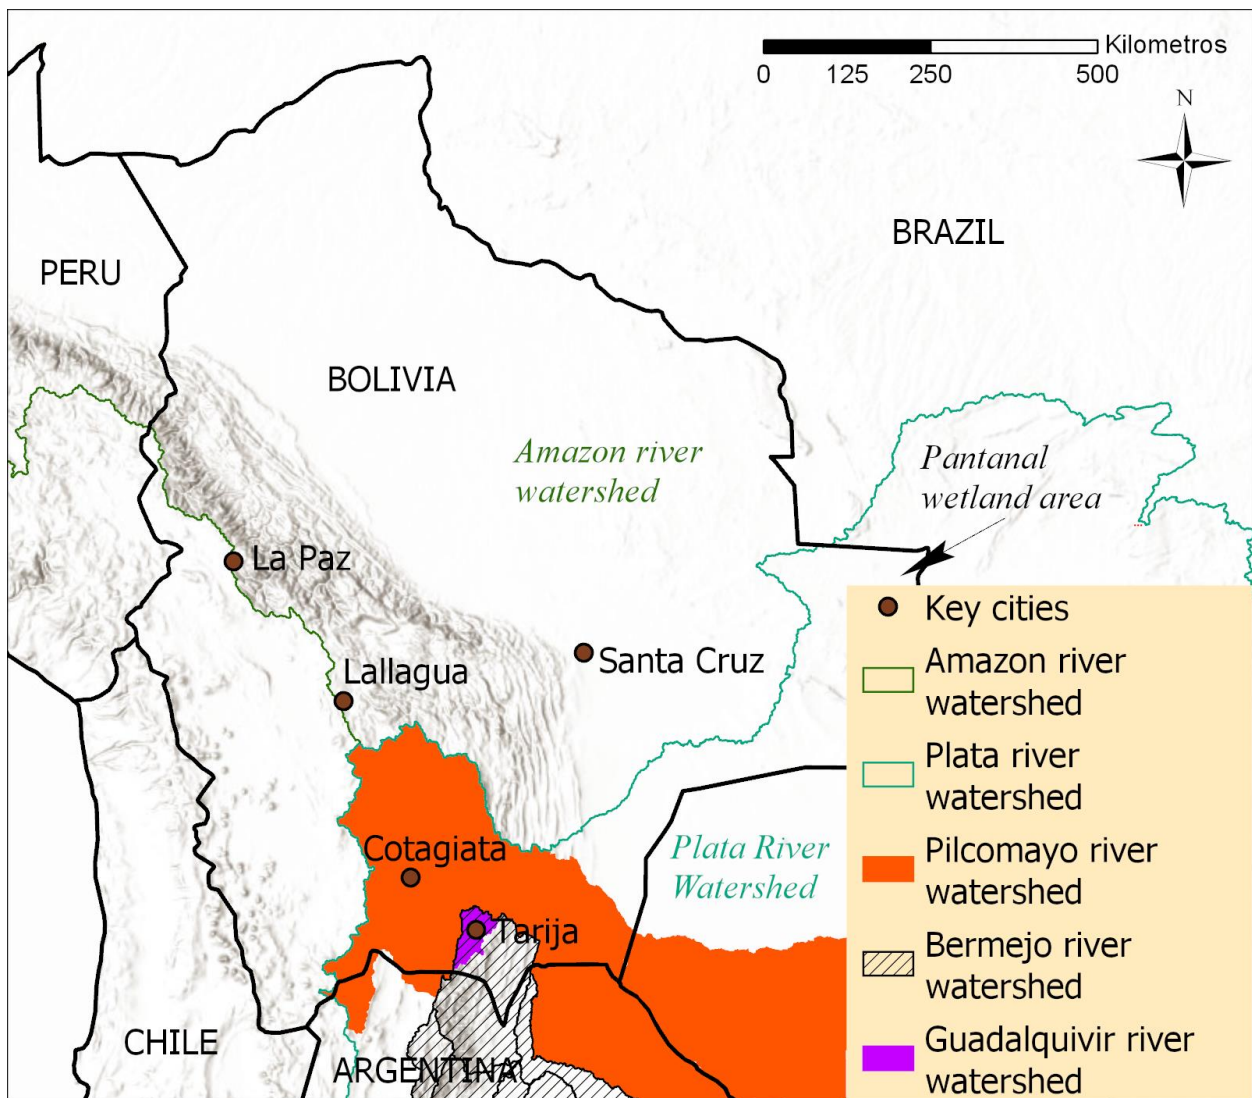 Kilometros
0 125 250 500
N
BRAZIL
PERU
BOLIVIA
Amazon river
watershed
Pantanal
wetland area
La Paz
Santa Cruz
Lallagua
Cotagiata
Plata River
Watershed
Tarija
CHILE
ARGENTINA
Key cities
Amazon river
watershed
Plata river
watershed
Pilcomayo river
watershed
Bermejo river
watershed
Guadalquivir river
watershed